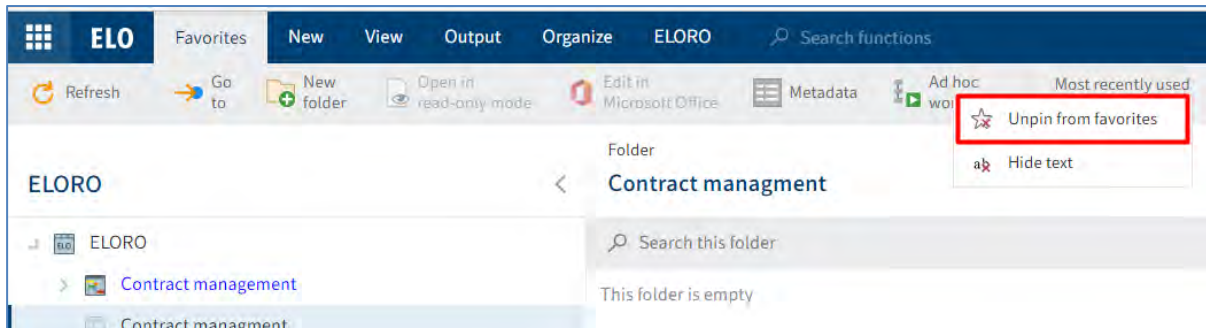 ELO Favorites New View Output Organize ELORO Search functions
Refresh Go to New folder Open in read-only mode Edit in Microsoft Office Metadata Ad hoc Most recently used
Unpin from favorites
Hide text
Folder
ELORO Contract managment
ELORO Search this folder
Contract management This folder is empty
Contract managment